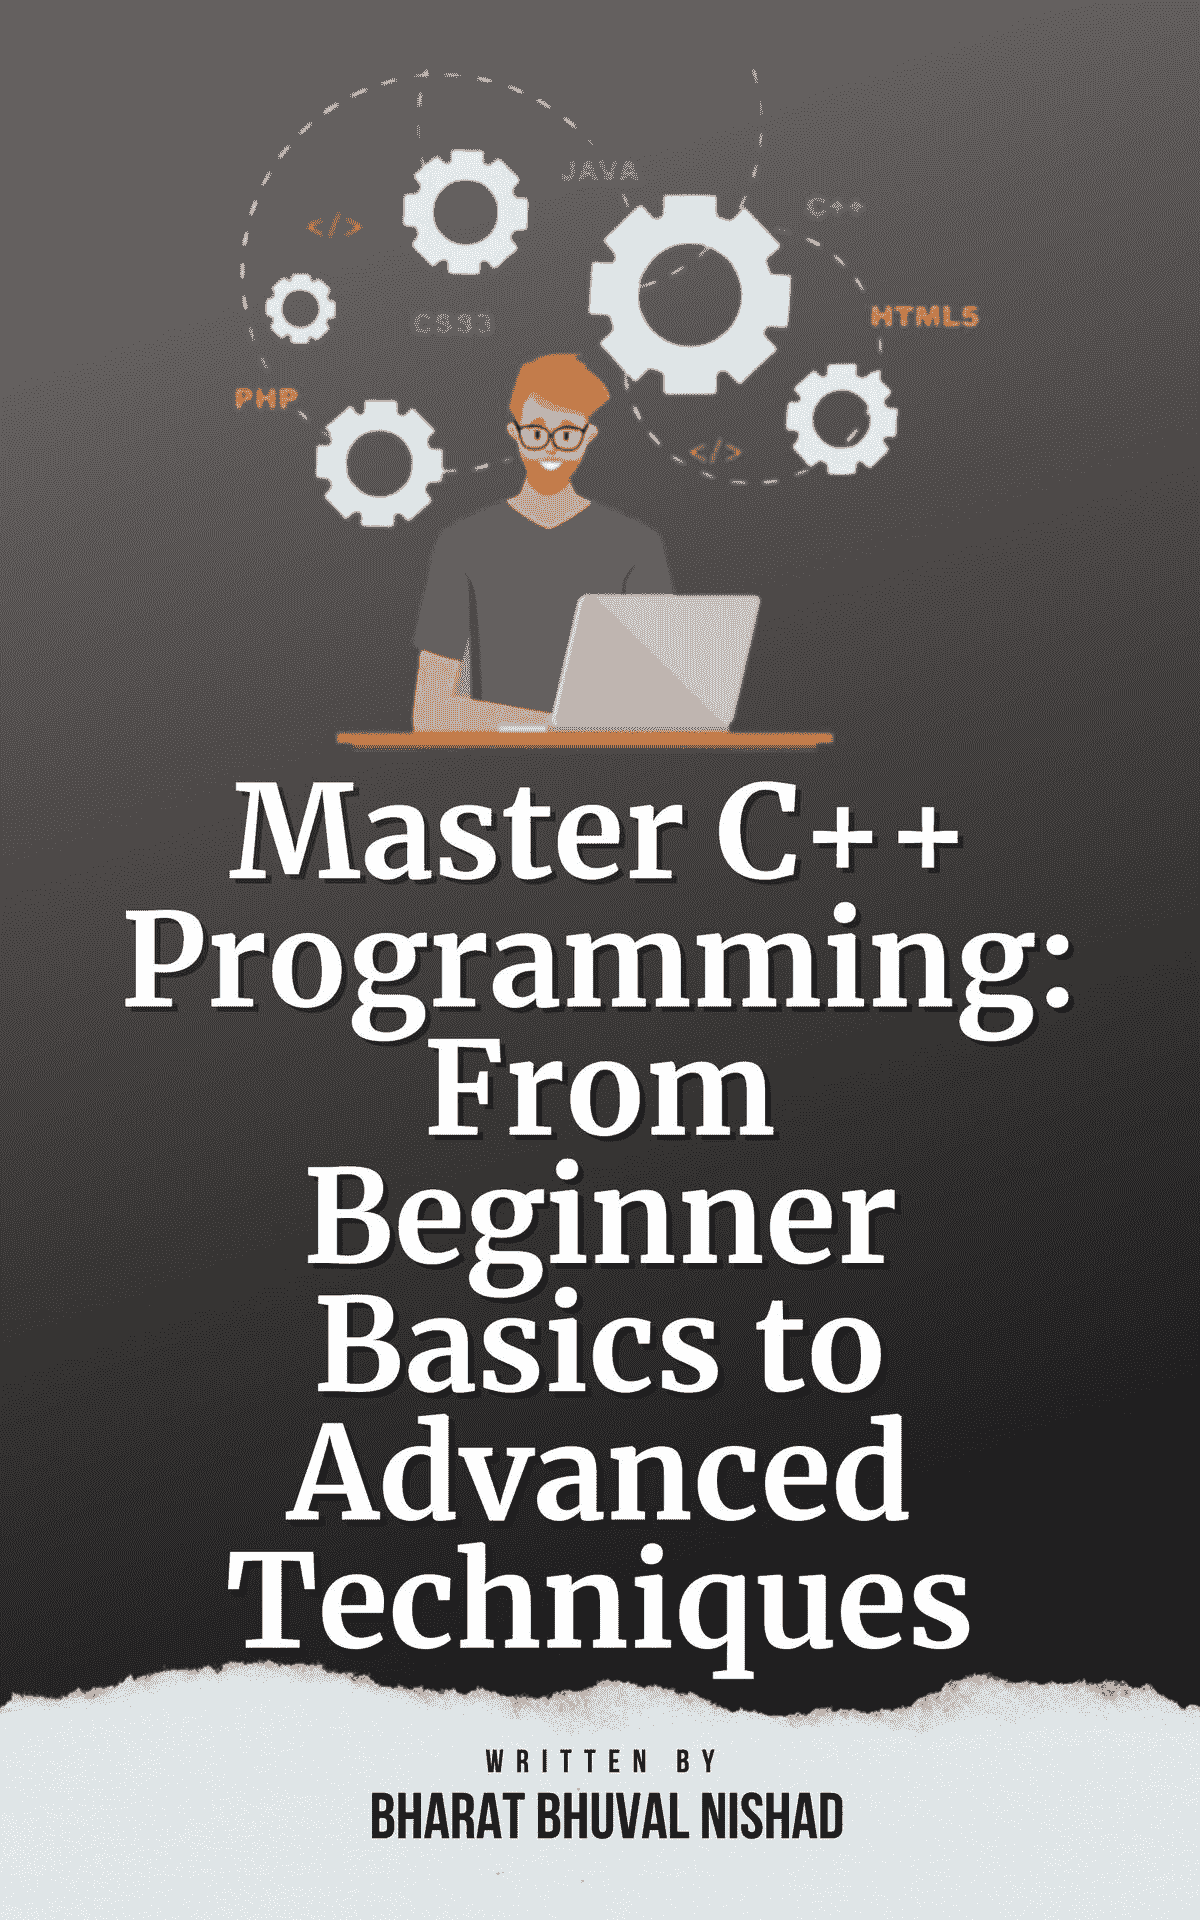 JAVA
C++
</>
HTML5
CSS3
PHP
</>
Master C++
Programming:
From
Beginner
Basics to
Advanced
Techniques
WRITTEN BY
BHARAT BHUVAL NISHAD